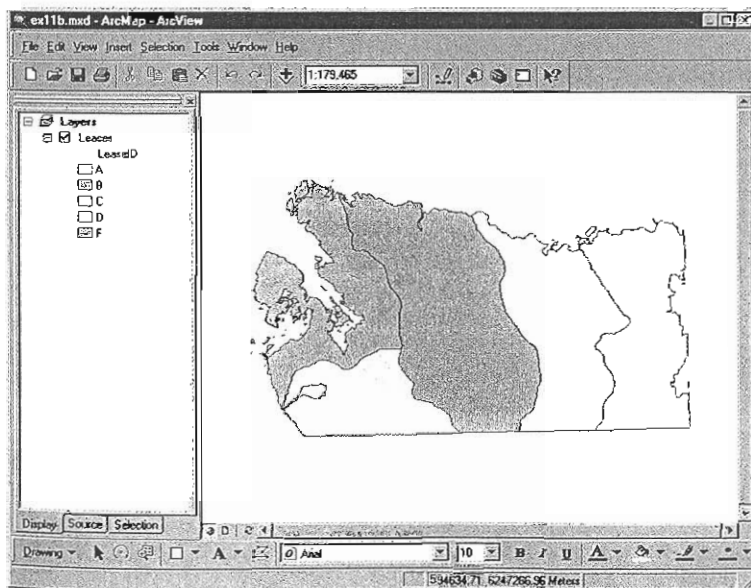 ex11b.mxd - ArcMap - ArcView
File Edit View Insert Selection Tools Window Help
1:179,465
Layers
Leases
LeaseID
A
B
C
D
F
Display Source Selection
Drawing A Arial 10 B I U A
594634.71, 6247266.96 Meters